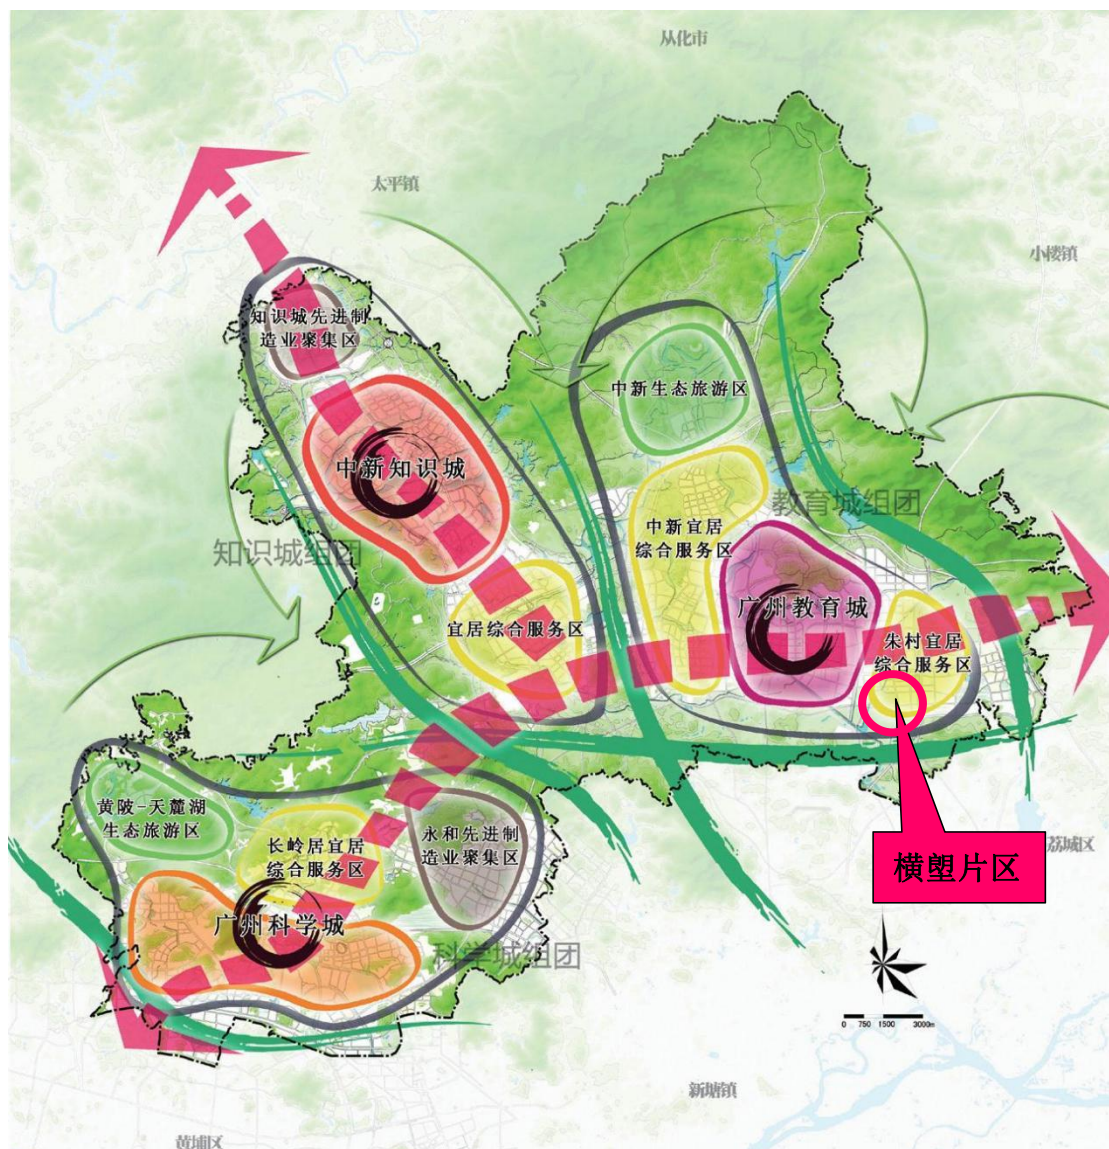 从化市
太平镇
小楼镇
知识城先进制
造业聚集区
中新生态旅游区
中新知识城
教育城组团
中新宜居
综合服务区
知识城组团
广州教育城
宜居综合服务区
朱村宜居
综合服务区
黄陂-天麓湖
生态旅游区
长岭居宜居
综合服务区
永和先进制
造业聚集区
荔城区
横塱片区
广州科学城
科学城组团
0 750 1500 3000m
新塘镇
黄埔区